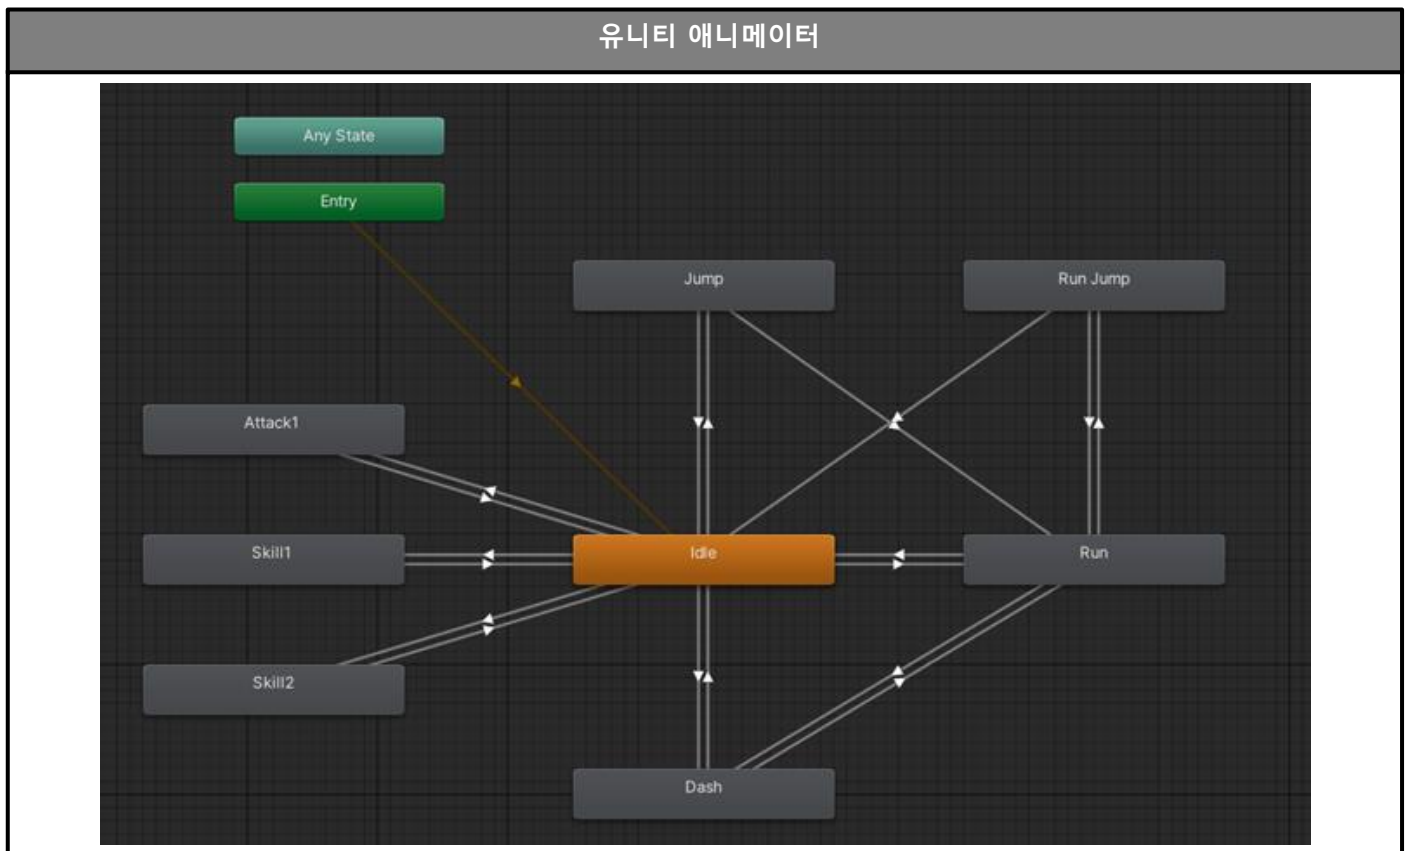 유니티 애니메이터
Any State
Entry
Jump
Run Jump
Attack1
Skill1
Idle
Run
Skill2
Dash